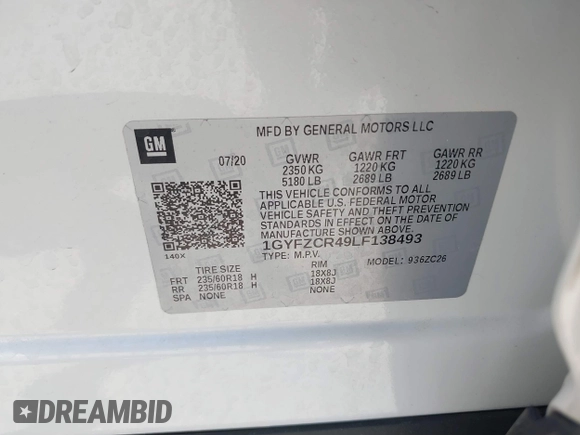 GM
MFD BY GENERAL MOTORS LLC
07/20 GVWR GAWR FRT GAWR RR
2350 KG 1220 KG 1220 KG
5180 LB 2689 LB 2689 LB
THIS VEHICLE CONFORMS TO ALL
APPLICABLE U.S. FEDERAL MOTOR
VEHICLE SAFETY AND THEFT PREVENTION
STANDARDS IN EFFECT ON THE DATE OF
MANUFACTURE SHOWN ABOVE.
1GYFZCR49LF138493
140X
TYPE: M.P.V. MODEL: 936ZC26
TIRE SIZE RIM
FRT 235/60R18 H 18X8J
RR 235/60R18 H 18X8J
SPA NONE NONE
DREAMBID